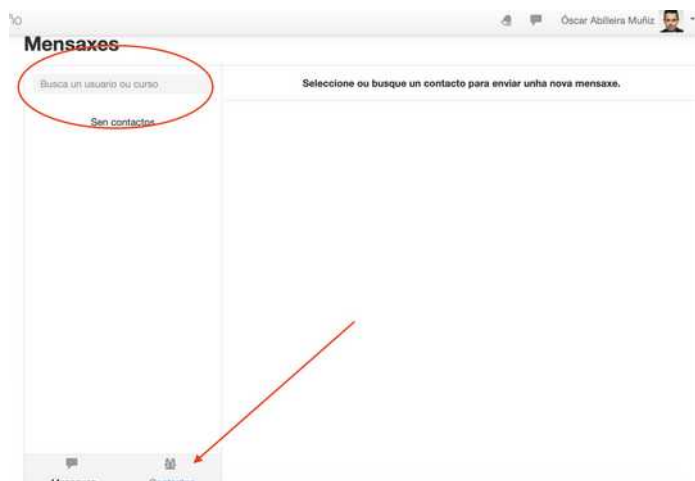 Óscar Abilleira Muñiz
Mensaxes
Busca un usuario ou curso
Seleccione ou busque un contacto para enviar unha nova mensaxe.
Sen contactos